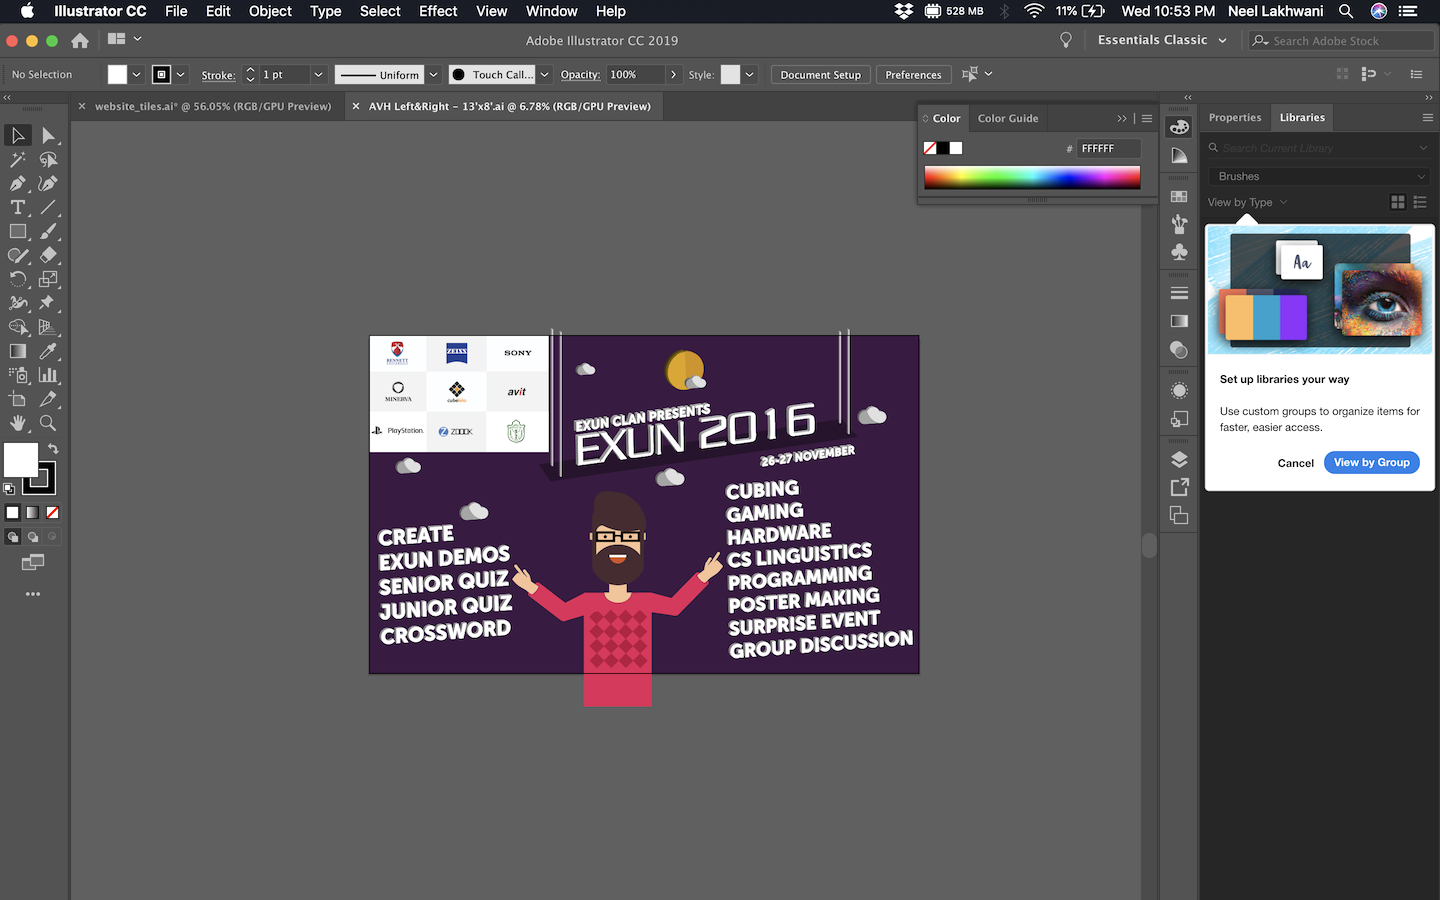 Illustrator CC File Edit Object Type Select Effect View Window Help 528 MB 11% Wed 10:53 PM Neel Lakhwani
Adobe Illustrator CC 2019 Essentials Classic Search Adobe Stock
No Selection Stroke: 1 pt Uniform Touch Call... Opacity: 100% Style: Document Setup Preferences
website_tiles.ai* @ 56.05% (RGB/GPU Preview) AVH Left&Right - 13'x8'.ai @ 6.78% (RGB/GPU Preview)
Color Color Guide
# FFFFFF
Properties Libraries
Search Current Library
Brushes
View by Type
Aa
Set up libraries your way
Use custom groups to organize items for
faster, easier access.
Cancel View by Group
BENNETT
ZEISS
SONY
MINERVA
cubelelo
avit
PlayStation.
ZOOOK
EXUN CLAN PRESENTS
EXUN 2016
26-27 NOVEMBER
CREATE
EXUN DEMOS
SENIOR QUIZ
JUNIOR QUIZ
CROSSWORD
CUBING
GAMING
HARDWARE
CS LINGUISTICS
PROGRAMMING
POSTER MAKING
SURPRISE EVENT
GROUP DISCUSSION